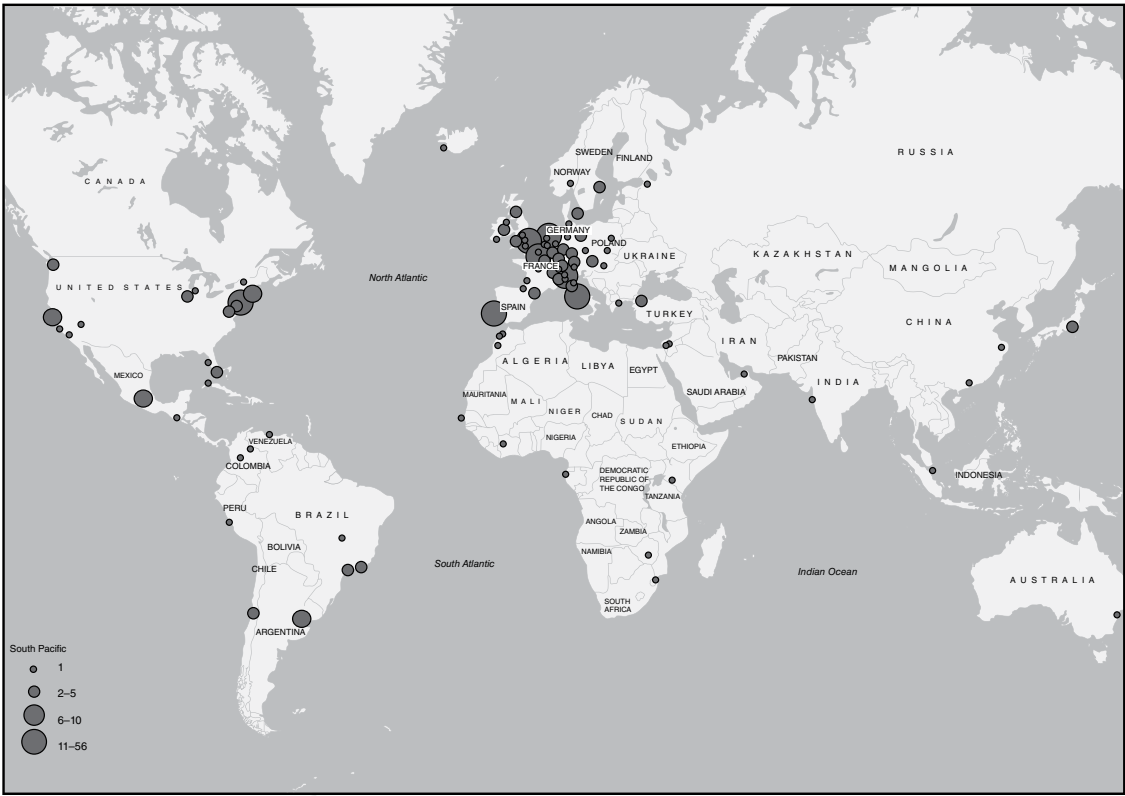 SWEDEN
FINLAND
RUSSIA
NORWAY
CANADA
GERMANY
POLAND
UKRAINE
KAZAKHSTAN
MANGOLIA
FRANCE
North Atlantic
UNITED STATES
SPAIN
TURKEY
CHINA
IRAN
PAKISTAN
ALGERIA
LIBYA
EGYPT
MEXICO
INDIA
SAUDI ARABIA
MAURITANIA
MALI
NIGER
CHAD
SUDAN
VENEZUELA
NIGERIA
ETHIOPIA
COLOMBIA
DEMOCRATIC
REPUBLIC OF
THE CONGO
INDONESIA
TANZANIA
PERU
BRAZIL
ANGOLA
ZAMBIA
BOLIVIA
NAMIBIA
CHILE
South Atlantic
Indian Ocean
AUSTRALIA
SOUTH
AFRICA
ARGENTINA
South Pacific
1
2–5
6–10
11–56